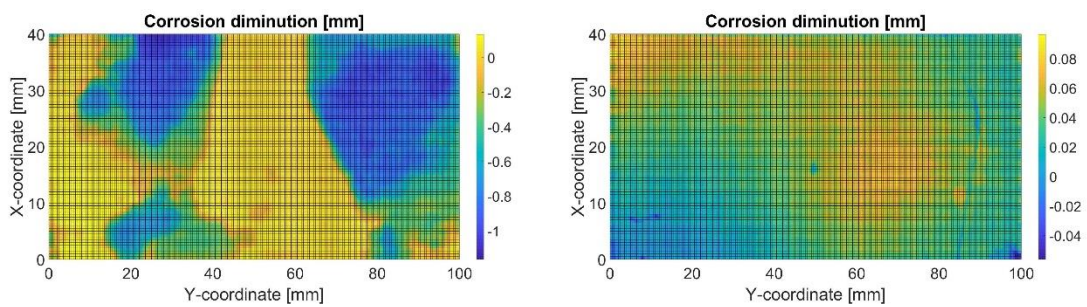 Corrosion diminution [mm]
40
30
20
10
0
X-coordinate [mm]
0 20 40 60 80 100
Y-coordinate [mm]
0
-0.2
-0.4
-0.6
-0.8
-1
Corrosion diminution [mm]
40
30
20
10
0
X-coordinate [mm]
0 20 40 60 80 100
Y-coordinate [mm]
0.08
0.06
0.04
0.02
0
-0.02
-0.04